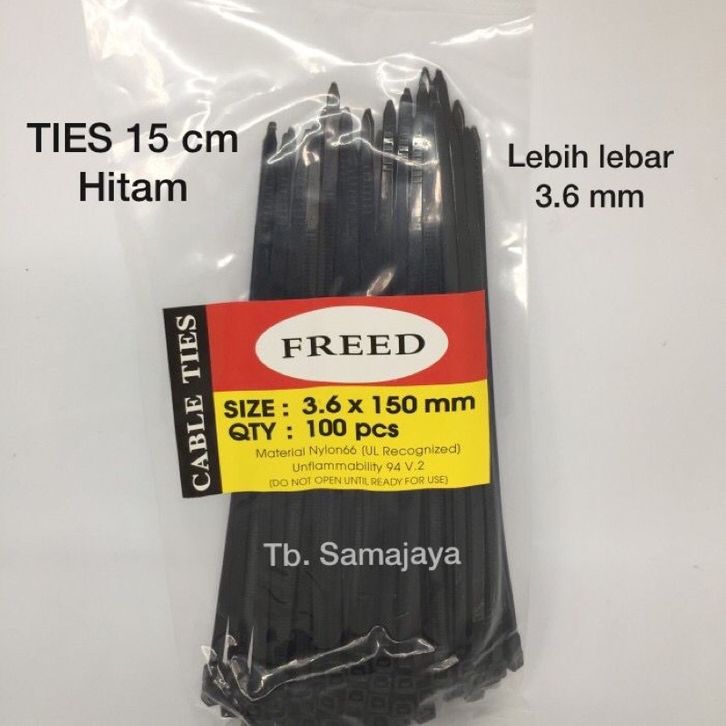 TIES 15 cm
Hitam
Lebih lebar
3.6 mm
CABLE TIES
FREED
SIZE : 3.6 x 150 mm
QTY : 100 pcs
Material Nylon66 (UL Recognized)
Unflammability 94 V.2
(DO NOT OPEN UNTIL READY FOR USE)
Tb. Samajaya